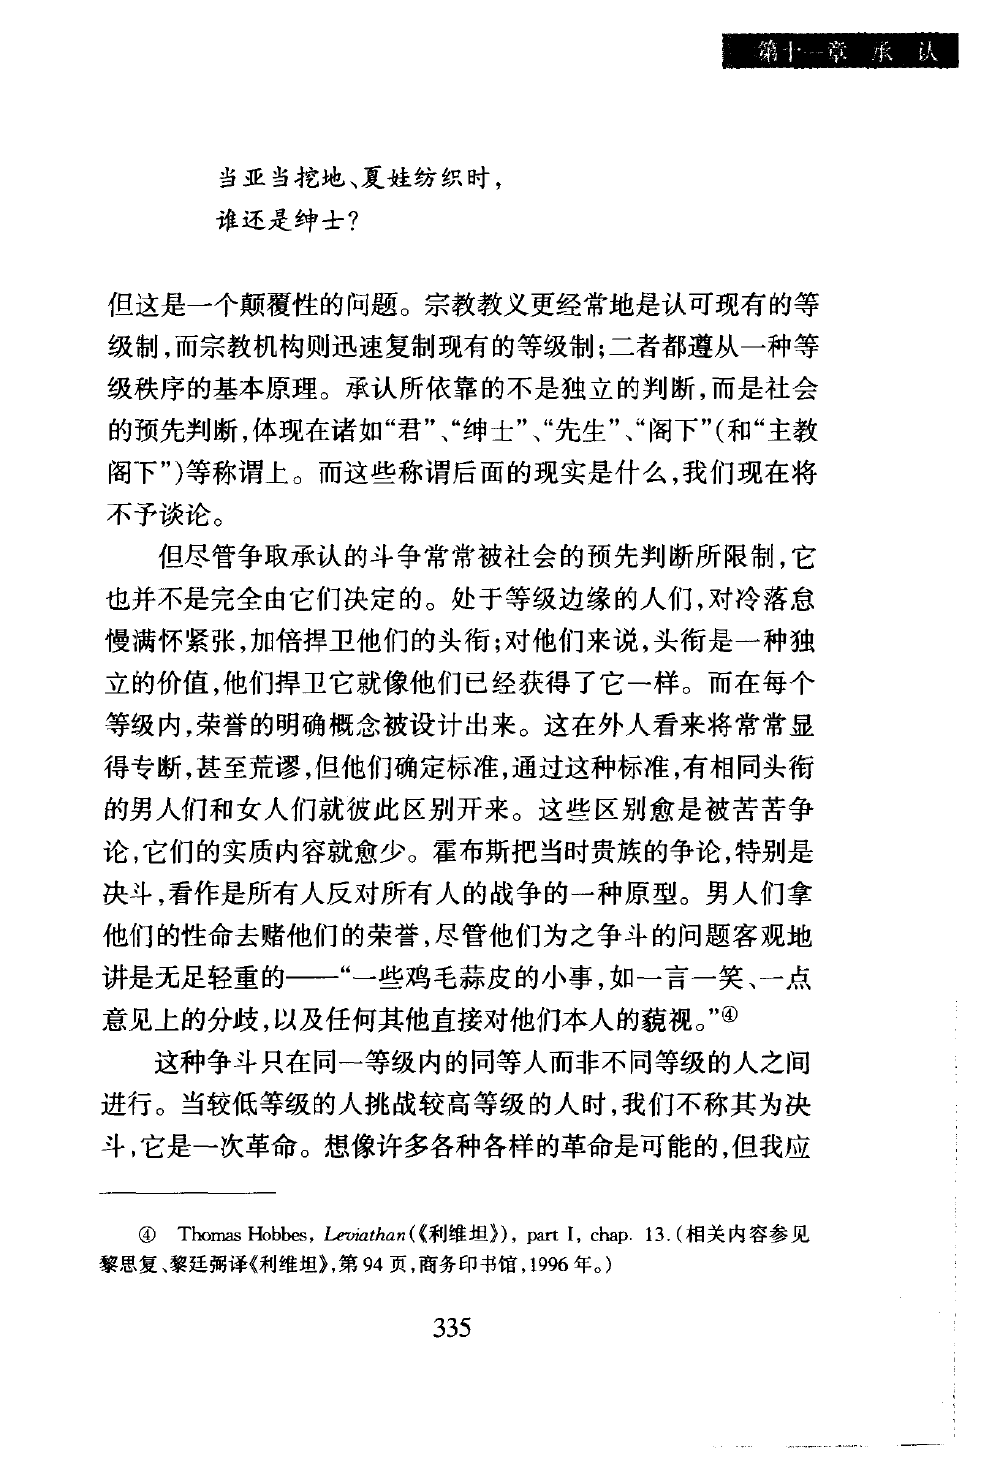 第十一章 承 认
当亚当挖地、夏娃纺织时，
谁还是绅士？
但这是一个颠覆性的问题。宗教教义更经常地是认可现有的等
级制，而宗教机构则迅速复制现有的等级制；二者都遵从一种等
级秩序的基本原理。承认所依靠的不是独立的判断，而是社会
的预先判断，体现在诸如“君”、“绅士”、“先生”、“阁下”(和“主教
阁下”)等称谓上。而这些称谓后面的现实是什么，我们现在将
不予谈论。
但尽管争取承认的斗争常常被社会的预先判断所限制，它
也并不是完全由它们决定的。处于等级边缘的人们，对冷落怠
慢满怀紧张，加倍捍卫他们的头衔；对他们来说，头衔是一种独
立的价值，他们捍卫它就像他们已经获得了它一样。而在每个
等级内，荣誉的明确概念被设计出来。这在外人看来将常常显
得专断，甚至荒谬，但他们确定标准，通过这种标准，有相同头衔
的男人们和女人们就彼此区别开来。这些区别愈是被苦苦争
论，它们的实质内容就愈少。霍布斯把当时贵族的争论，特别是
决斗，看作是所有人反对所有人的战争的一种原型。男人们拿
他们的性命去赌他们的荣誉，尽管他们为之争斗的问题客观地
讲是无足轻重的——“一些鸡毛蒜皮的小事，如一言一笑、一点
意见上的分歧，以及任何其他直接对他们本人的藐视。”④
这种争斗只在同一等级内的同等人而非不同等级的人之间
进行。当较低等级的人挑战较高等级的人时，我们不称其为决
斗，它是一次革命。想像许多各种各样的革命是可能的，但我应
④ Thomas Hobbes, Leviathan(《利维坦》), part I, chap. 13.(相关内容参见
黎思复、黎廷弼译《利维坦》，第 94 页，商务印书馆，1996 年。)
335